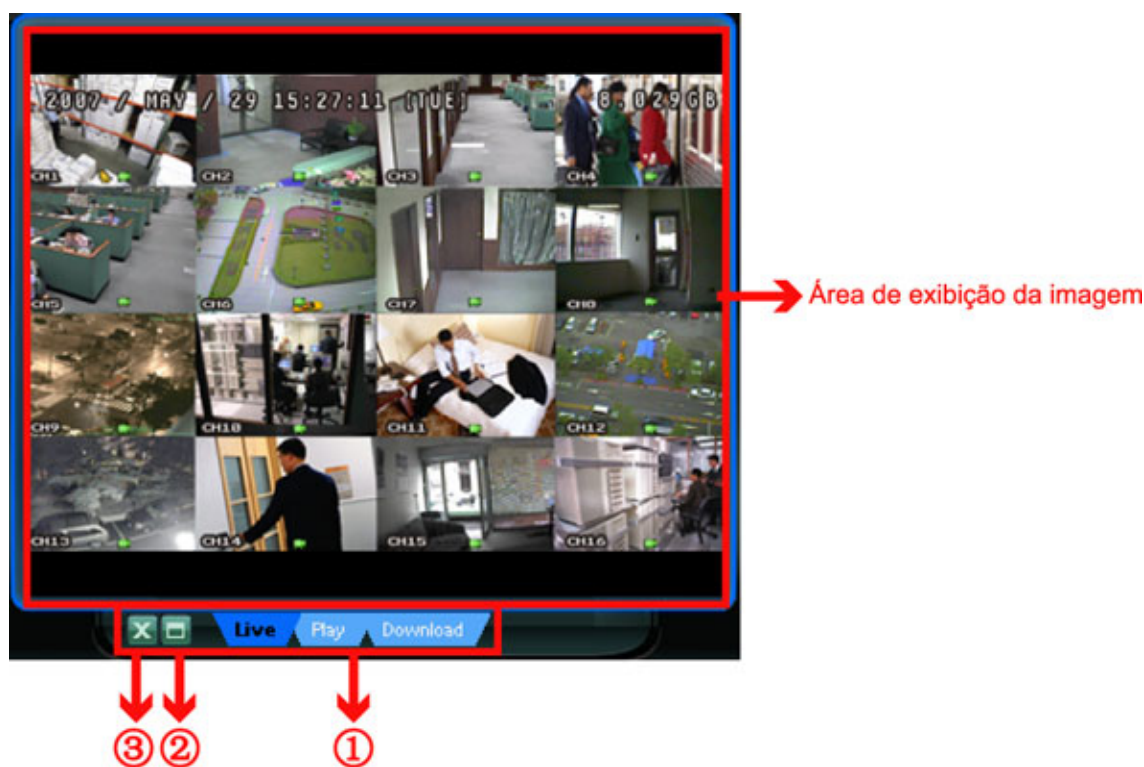 2007 / MAY / 29 15:27:11 [TUE] 8.029GB
CH1 CH2 CH3 CH4
CH5 CH6 CH7 CH8
Área de exibição da imagem
CH9 CH10 CH11 CH12
CH13 CH14 CH15 CH16
X Live Play Download
③ ② ①